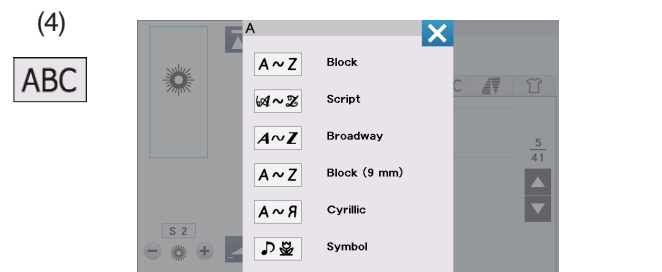 (4)
ABC
A
A~Z Block
A~Z Script
A~Z Broadway
A~Z Block (9 mm)
A~Я Cyrillic
Symbol
C
5
41
S 2